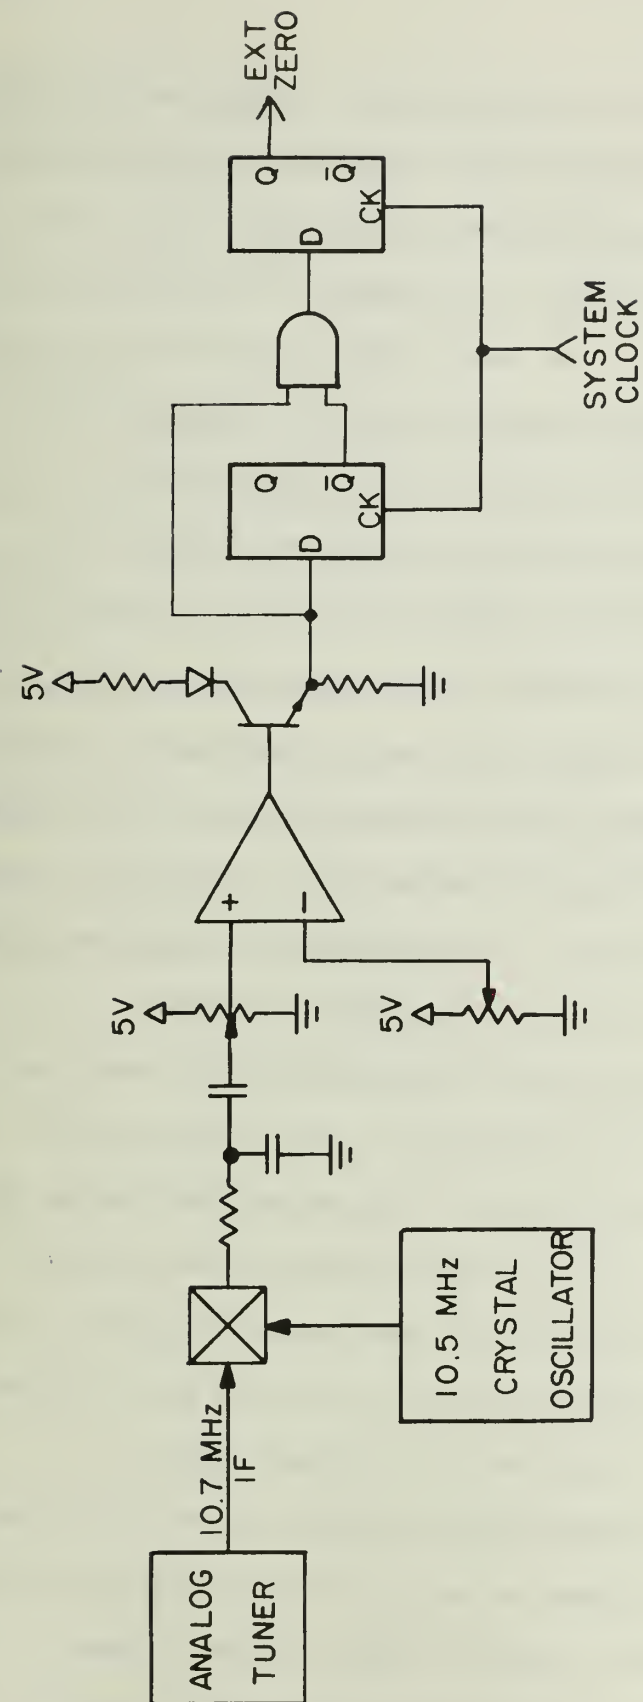 ANALOG
TUNER
10.7 MHz
IF
10.5 MHz
CRYSTAL
OSCILLATOR
5V
5V
+
−
5V
D
Q
Q̅
CK
D
Q
Q̅
CK
EXT
ZERO
SYSTEM
CLOCK